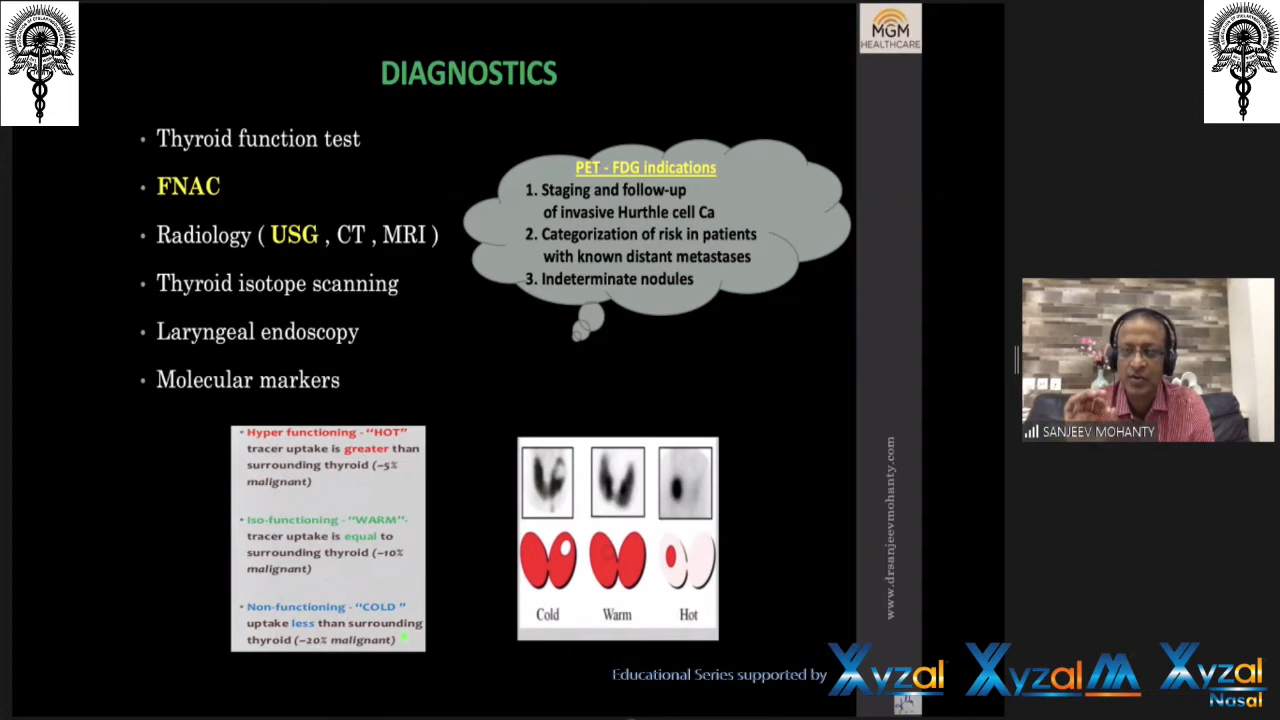 MGM
HEALTHCARE
DIAGNOSTICS
• Thyroid function test
• FNAC
• Radiology ( USG , CT , MRI )
• Thyroid isotope scanning
• Laryngeal endoscopy
• Molecular markers
PET - FDG indications
1. Staging and follow-up
of invasive Hurthle cell Ca
2. Categorization of risk in patients
with known distant metastases
3. Indeterminate nodules
• Hyper functioning - “HOT”
tracer uptake is greater than
surrounding thyroid (~5%
malignant)
• Iso-functioning - “WARM”-
tracer uptake is equal to
surrounding thyroid (~10%
malignant)
• Non-functioning - “COLD ”
uptake less than surrounding
thyroid (~20% malignant)
Cold Warm Hot
www.drsanjeevmohanty.com
SANJEEV MOHANTY
Educational Series supported by
Xyzal Xyzal M Xyzal
Nasal